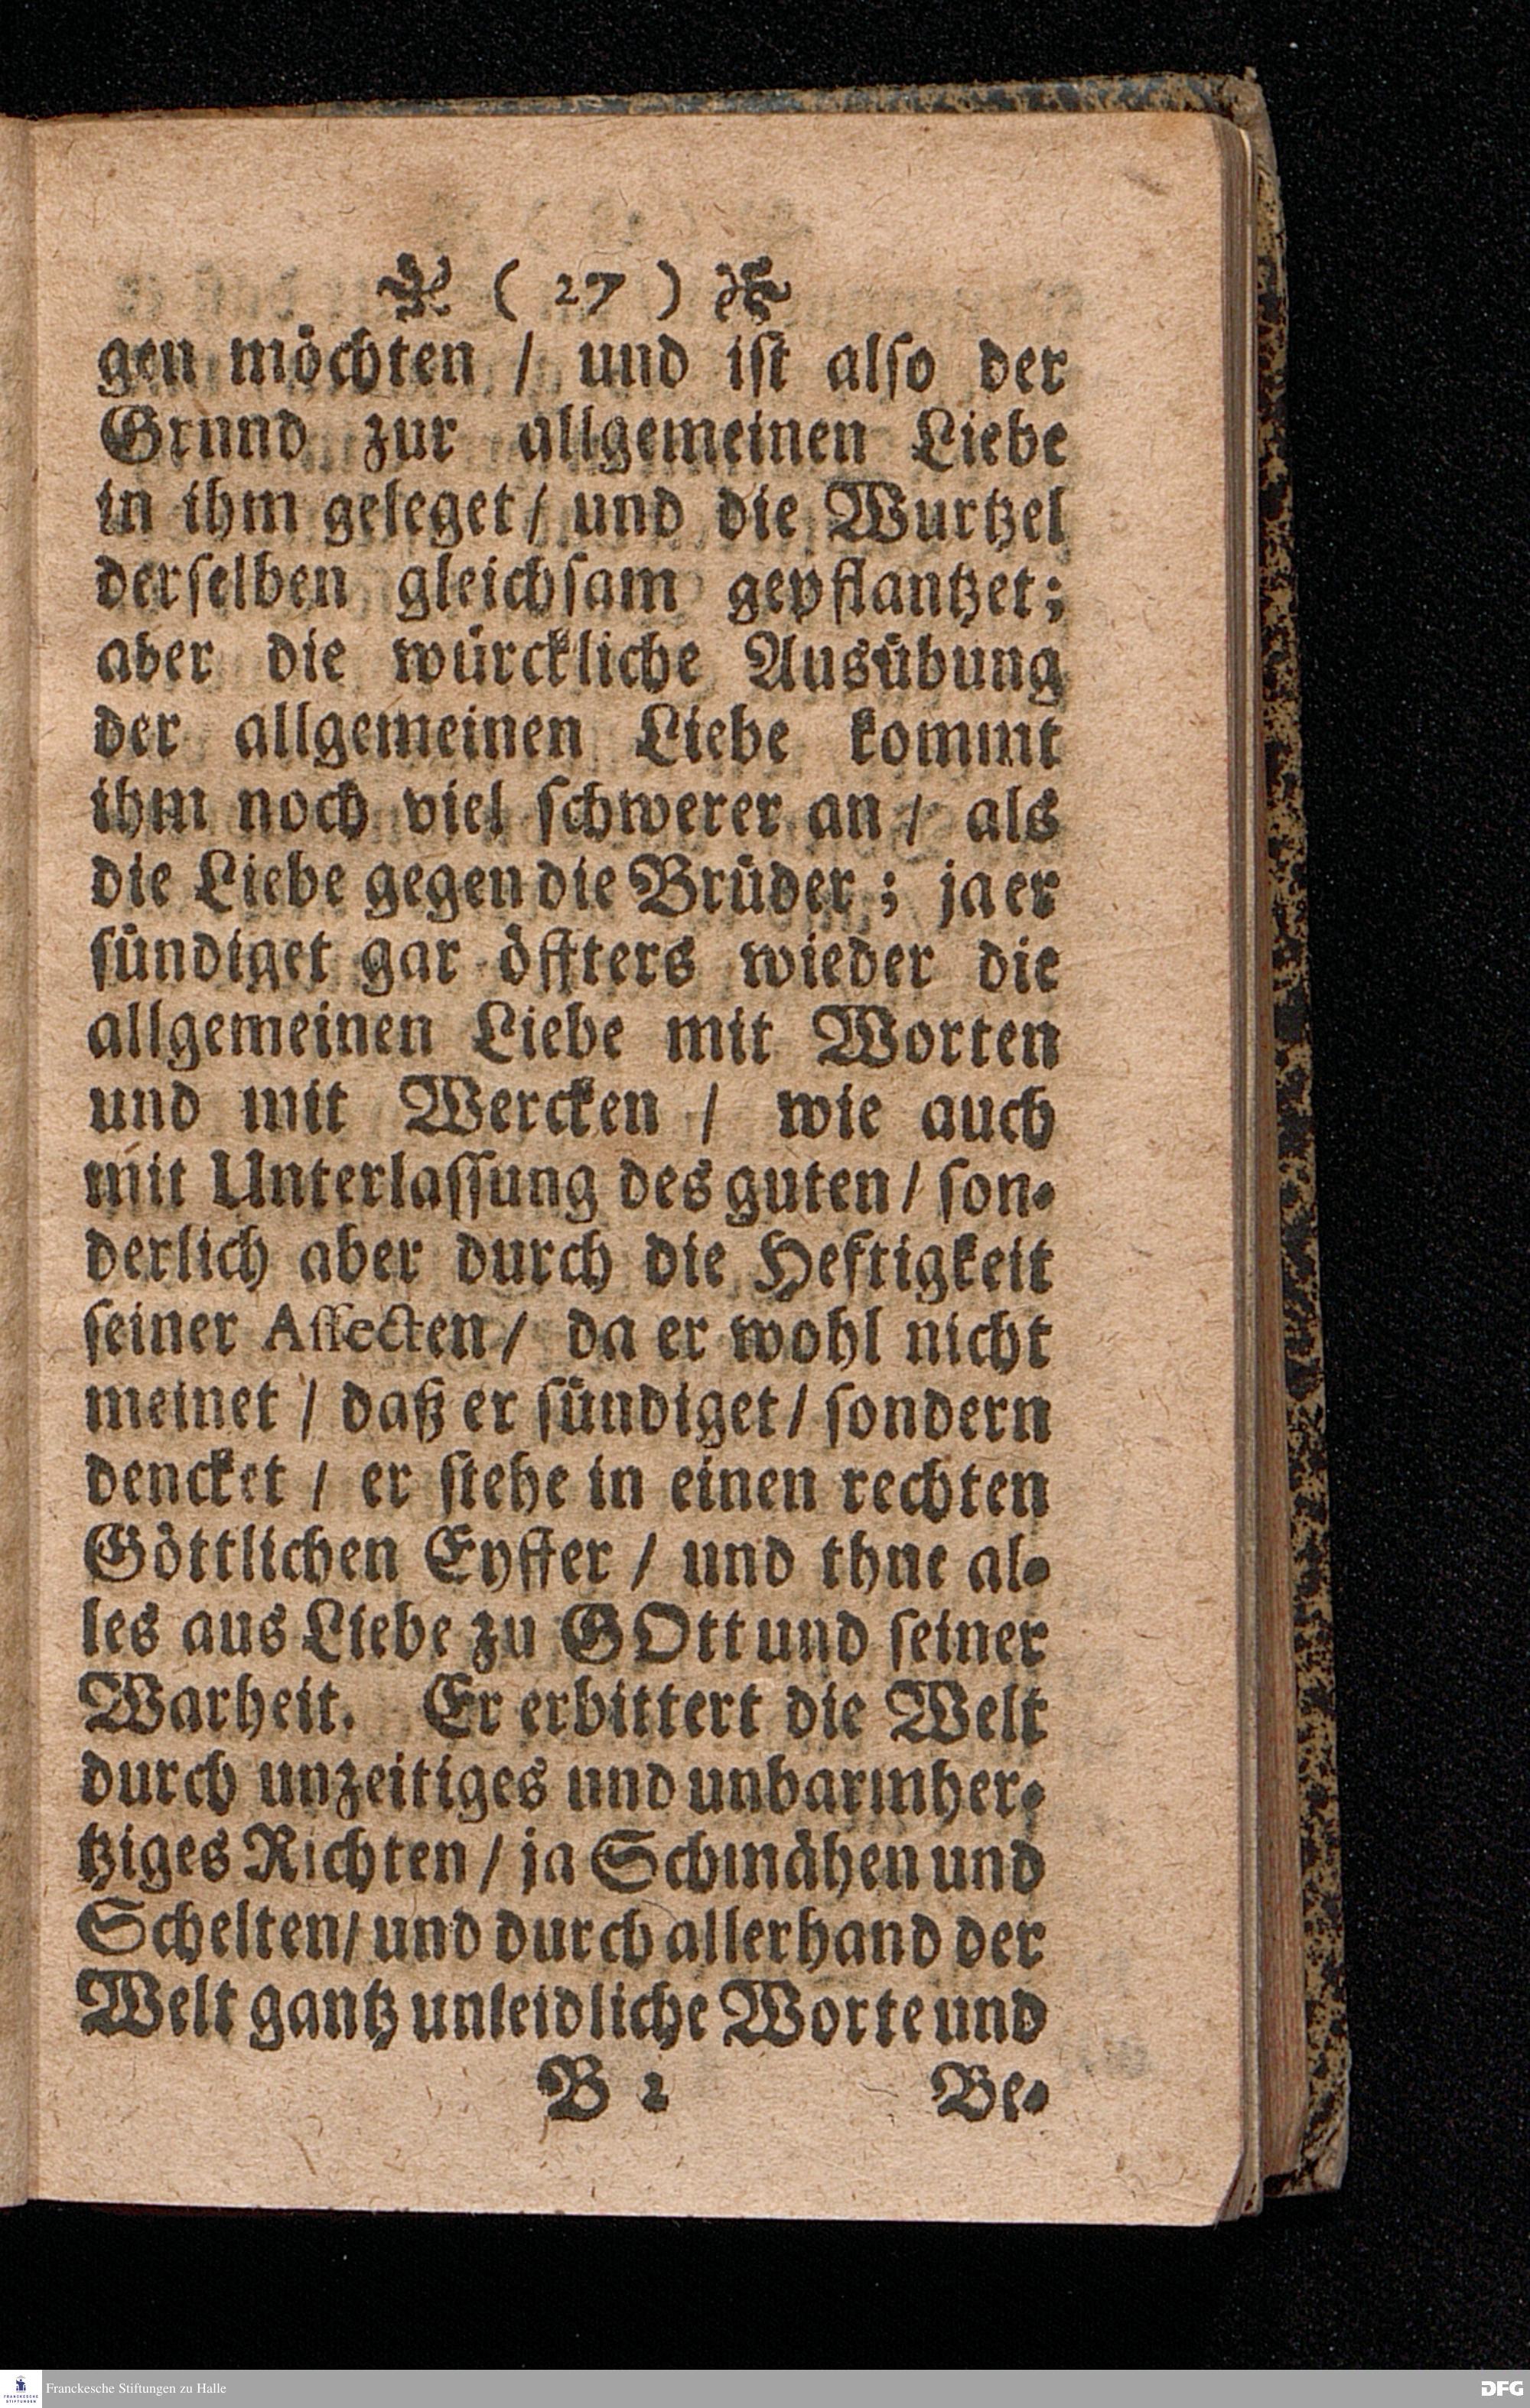 ( 27 )
gen möchten / und ist also der
Grund zur allgemeinen Liebe
in ihm geleget / und die Wurtzel
derselben gleichsam gepflantzet;
aber die würckliche Ausübung
der allgemeinen Liebe kommt
ihm noch viel schwerer an / als
die Liebe gegen die Brüder; ja er
sündiget gar öffters wieder die
allgemeinen Liebe mit Worten
und mit Wercken / wie auch
mit Unterlassung des guten / son-
derlich aber durch die Heftigkeit
seiner Affecten / da er wohl nicht
meinet / daß er sündiget / sondern
dencket / er stehe in einen rechten
Göttlichen Eyffer / und thue al-
les aus Liebe zu GOtt und seiner
Warheit. Er erbittert die Welt
durch unzeitiges und unbarmher-
tziges Richten / ja Schmähen und
Schelten / und durch allerhand der
Welt gantz unleidliche Worte und
B 2 Be-
FRANCKESCHE STIFTUNGEN
Franckesche Stiftungen zu Halle
DFG